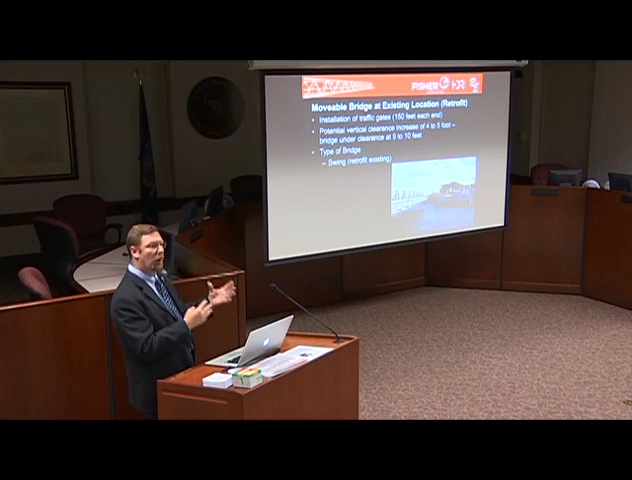 FISHER HDR
Moveable Bridge at Existing Location (Retrofit)
• Installation of traffic gates (150 feet each end)
• Potential vertical clearance increase of 4 to 5 foot –
bridge under clearance at 9 to 10 feet
• Type of Bridge
– Swing (retrofit existing)